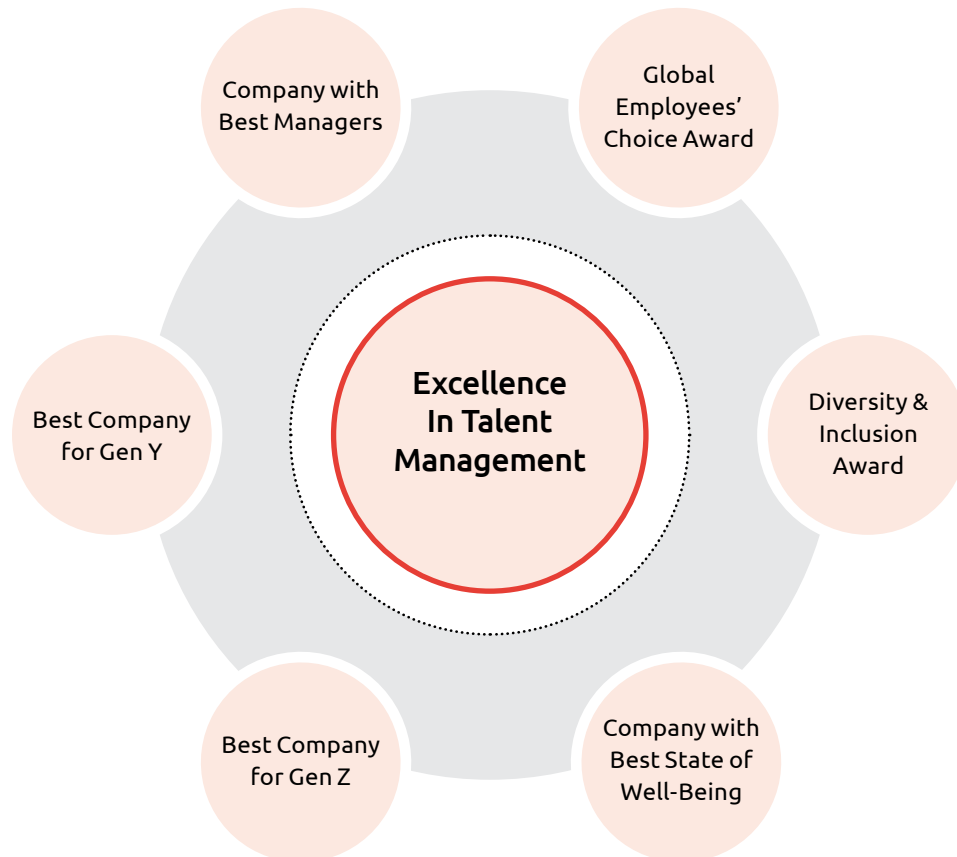 Company with
Best Managers
Global
Employees’
Choice Award
Best Company
for Gen Y
Excellence
In Talent
Management
Diversity &
Inclusion
Award
Best Company
for Gen Z
Company with
Best State of
Well-Being